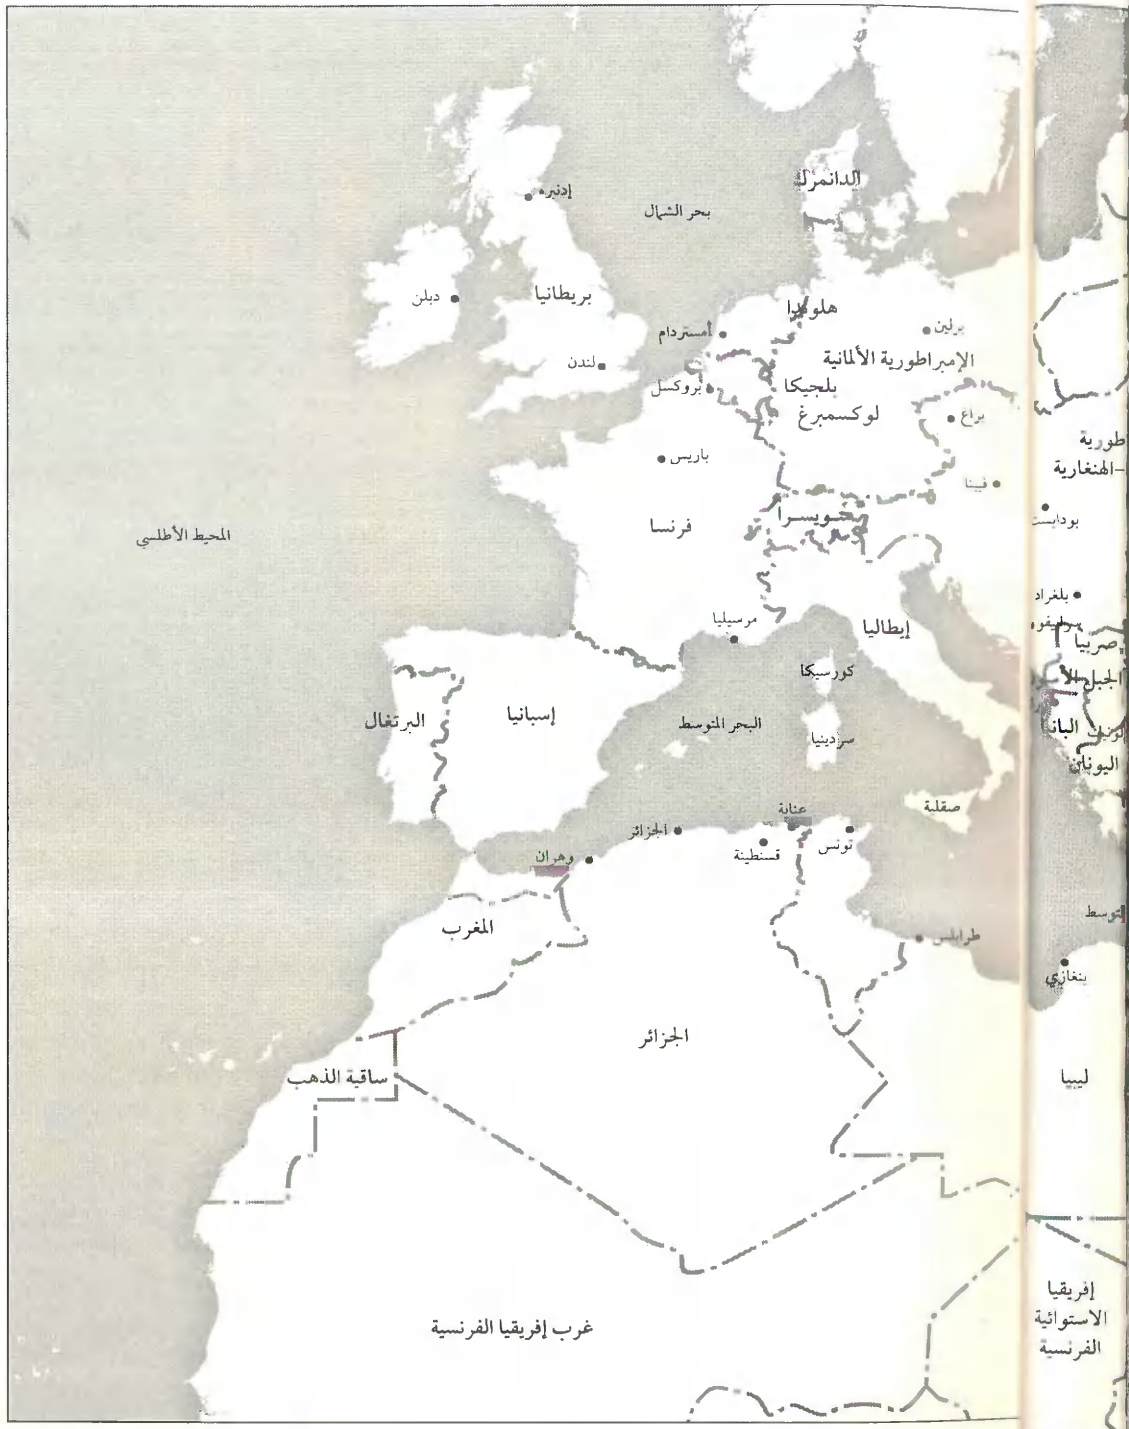 الدانمرك
إدنبره
بحر الشمال
بريطانيا
دبلن
هلوندا
أمستردام
برلين
لندن
الإمبراطورية الألمانية
بروكسل
بلجيكا
لوكسمبرغ
براغ
طورية
-الهنغارية
باريس
فيينا
سويسرا
فرنسا
بودابست
المحيط الأطلسي
بلغراد
مرسيليا
إيطاليا
صربيا
كورسيكا
البرتغال
إسبانيا
البحر المتوسط
سردينيا
اليونان
صقلية
عنابة
الجزائر
تونس
قسنطينة
وهران
المغرب
طرابلس
توسط
بنغازي
الجزائر
ساقية الذهب
ليبيا
غرب إفريقيا الفرنسية
إفريقيا
الاستوائية
الفرنسية